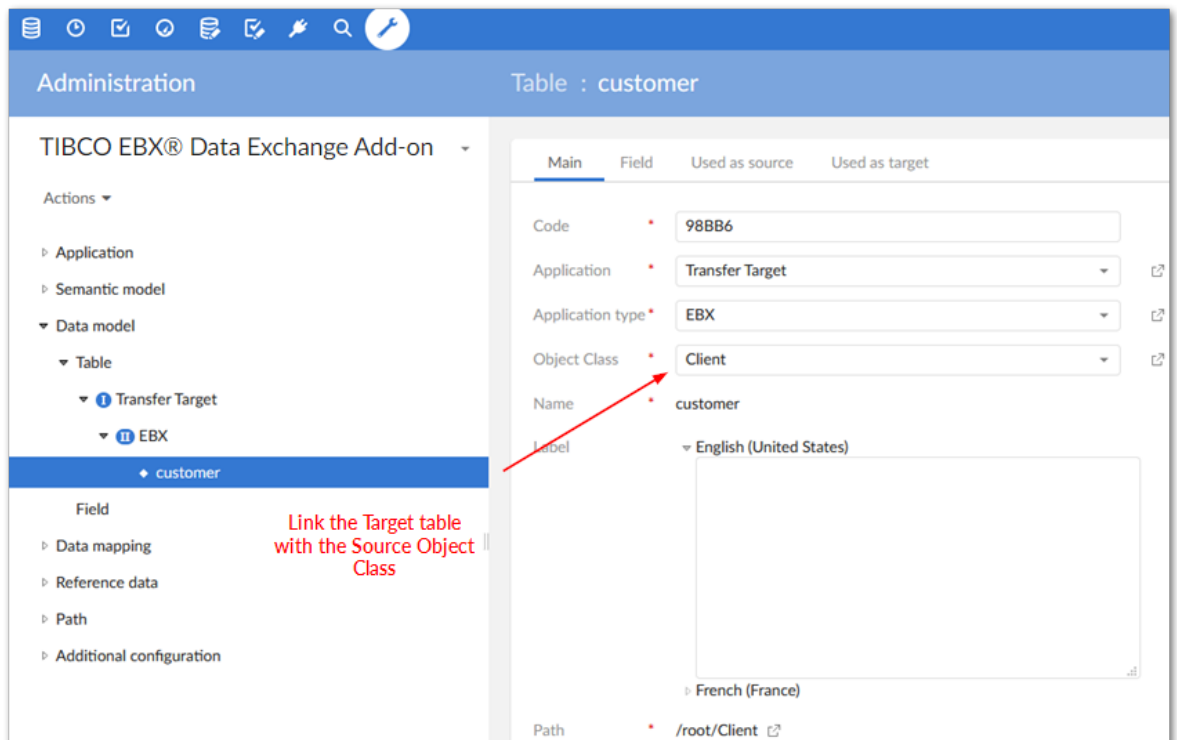 Administration
Table : customer
TIBCO EBX® Data Exchange Add-on
Actions
Application
Semantic model
Data model
Table
I Transfer Target
II EBX
customer
Field
Data mapping
Reference data
Path
Additional configuration
Link the Target table
with the Source Object
Class
Main Field Used as source Used as target
Code * 98BB6
Application * Transfer Target
Application type * EBX
Object Class * Client
Name * customer
Label English (United States)
French (France)
Path * /root/Client